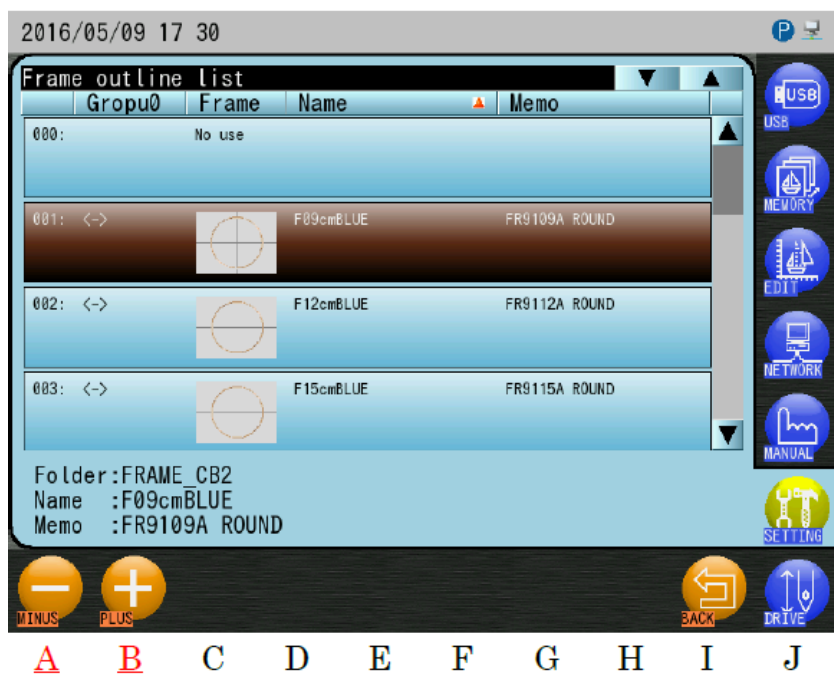 2016/05/09 17 30
P
Frame outline list ▼ ▲
Gropu0 Frame Name Memo
000: No use
001: <-> F09cmBLUE FR9109A ROUND
002: <-> F12cmBLUE FR9112A ROUND
003: <-> F15cmBLUE FR9115A ROUND
Folder:FRAME_CB2
Name :F09cmBLUE
Memo :FR9109A ROUND
USB
USB
MEMORY
EDIT
NETWORK
MANUAL
SETTING
MINUS PLUS BACK DRIVE
A B C D E F G H I J